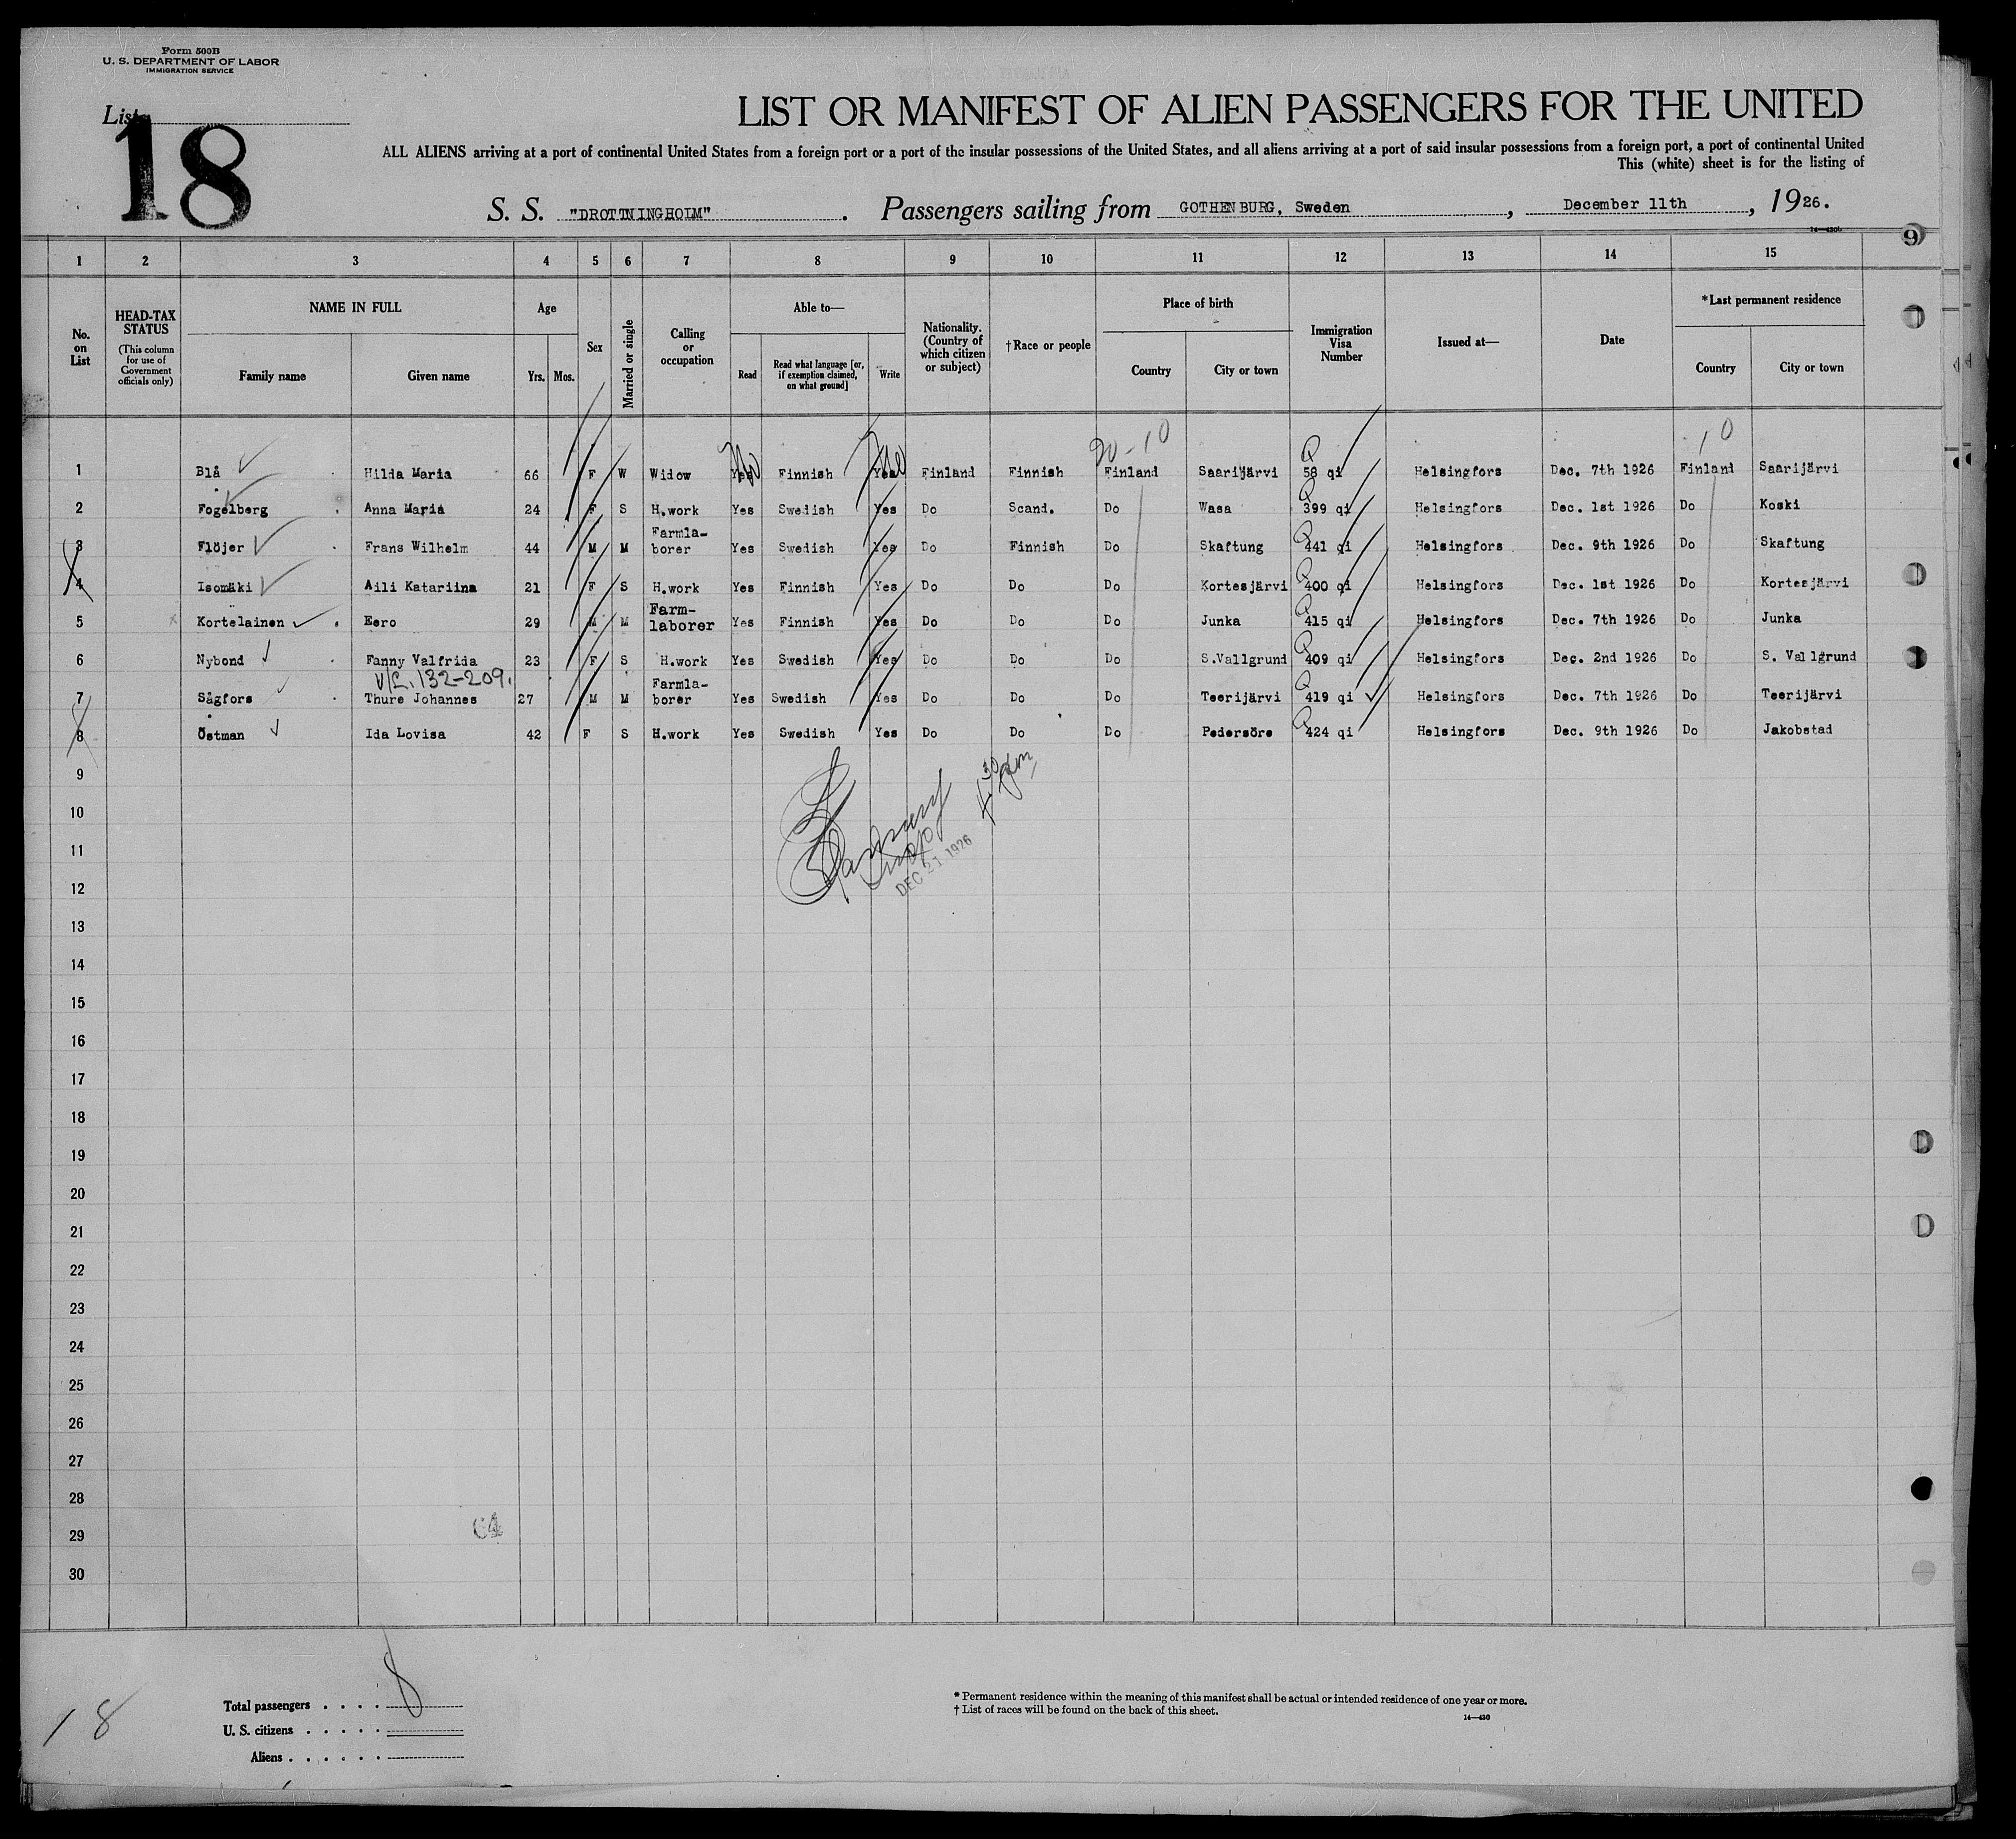 Form 500B
U. S. DEPARTMENT OF LABOR
IMMIGRATION SERVICE
List
18
LIST OR MANIFEST OF ALIEN PASSENGERS FOR THE UNITED
ALL ALIENS arriving at a port of continental United States from a foreign port or a port of the insular possessions of the United States, and all aliens arriving at a port of said insular possessions from a foreign port, a port of continental United
This (white) sheet is for the listing of
S. S. "DROTTNINGHOLM". Passengers sailing from GOTHENBURG, Sweden, December 11th, 1926.
14—430
9
1 2 3 4 5 6 7 8 9 10 11 12 13 14 15
No. on List
HEAD-TAX STATUS
(This column for use of Government officials only)
NAME IN FULL
Family name Given name
Age
Yrs. Mos.
Sex
Married or single
Calling or occupation
Able to—
Read
Read what language [or, if exemption claimed, on what ground]
Write
Nationality. (Country of which citizen or subject)
†Race or people
Place of birth
Country City or town
Immigration Visa Number
Issued at—
Date
*Last permanent residence
Country City or town
90-10
10
No
1 Blå Hilda Maria 66 F W Widow Yes Finnish Yes Finland Finnish Finland Saarijärvi Q 58 qi Helsingfors Dec. 7th 1926 Finland Saarijärvi
2 Fogelberg Anna Maria 24 F S H.work Yes Swedish Yes Do Scand. Do Wasa Q 399 qi Helsingfors Dec. 1st 1926 Do Koski
3 Flöjer Frans Wilhelm 44 M M Farmla-borer Yes Swedish Yes Do Finnish Do Skaftung Q 441 qi Helsingfors Dec. 9th 1926 Do Skaftung
4 Isomäki Aili Katariina 21 F S H.work Yes Finnish Yes Do Do Do Kortesjärvi Q 400 qi Helsingfors Dec. 1st 1926 Do Kortesjärvi
5 Kortelainen Eero 29 M M Farm-laborer Yes Finnish Yes Do Do Do Junka Q 415 qi Helsingfors Dec. 7th 1926 Do Junka
6 Nybond Fanny Valfrida 23 F S H.work Yes Swedish Yes Do Do Do S.Vallgrund Q 409 qi Helsingfors Dec. 2nd 1926 Do S. Vallgrund
V/L. 132-209.
7 Sågfors Thure Johannes 27 M M Farmla-borer Yes Swedish Yes Do Do Do Teerijärvi Q 419 qi Helsingfors Dec. 7th 1926 Do Teerijärvi
8 Östman Ida Lovisa 42 F S H.work Yes Swedish Yes Do Do Do Pedersöre Q 424 qi Helsingfors Dec. 9th 1926 Do Jakobstad
9
10
11
DEC 21 1926
12
13
14
15
16
17
18
19
20
21
22
23
24
25
26
27
28
29
64
30
18
Total passengers . . . . 8
U. S. citizens . . . . .
Aliens . . . . . .
* Permanent residence within the meaning of this manifest shall be actual or intended residence of one year or more.
† List of races will be found on the back of this sheet.
14—430